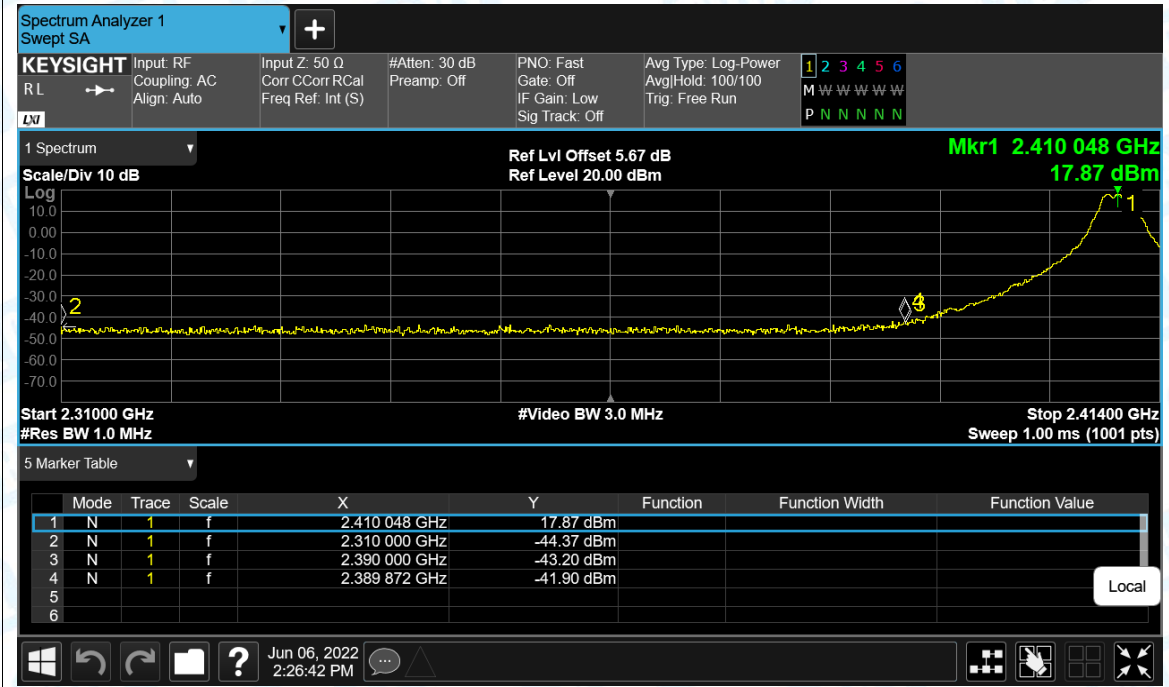 Spectrum Analyzer 1
Swept SA
KEYSIGHT Input: RF Input Z: 50 Ω #Atten: 30 dB PNO: Fast Avg Type: Log-Power 1 2 3 4 5 6
R L Coupling: AC Corr CCorr RCal Preamp: Off Gate: Off Avg|Hold: 100/100 M W W W W W
Align: Auto Freq Ref: Int (S) IF Gain: Low Trig: Free Run
LXI Sig Track: Off P N N N N N
1 Spectrum
Ref Lvl Offset 5.67 dB Mkr1 2.410 048 GHz
Scale/Div 10 dB Ref Level 20.00 dBm 17.87 dBm
Log
10.0
0.00
-10.0
-20.0
-30.0
-40.0
-50.0
-60.0
-70.0
1
2
3
Start 2.31000 GHz #Video BW 3.0 MHz Stop 2.41400 GHz
#Res BW 1.0 MHz Sweep 1.00 ms (1001 pts)
5 Marker Table
Mode Trace Scale X Y Function Function Width Function Value
1 N 1 f 2.410 048 GHz 17.87 dBm
2 N 1 f 2.310 000 GHz -44.37 dBm
3 N 1 f 2.390 000 GHz -43.20 dBm
4 N 1 f 2.389 872 GHz -41.90 dBm
5
6
Local
? Jun 06, 2022
2:26:42 PM